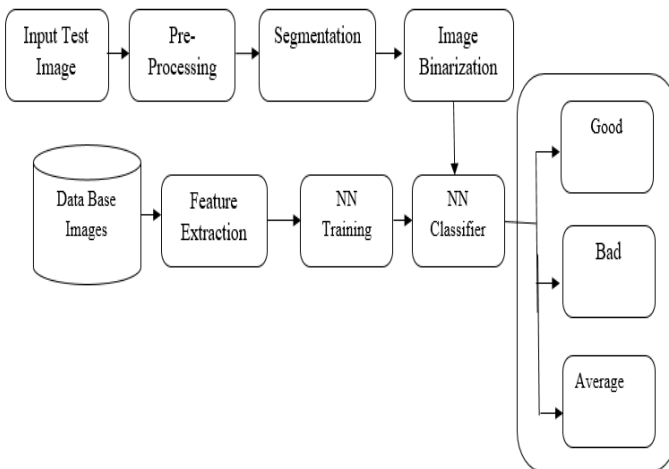 Input Test
Image
Pre-
Processing
Segmentation
Image
Binarization
Data Base
Images
Feature
Extraction
NN
Training
NN
Classifier
Good
Bad
Average